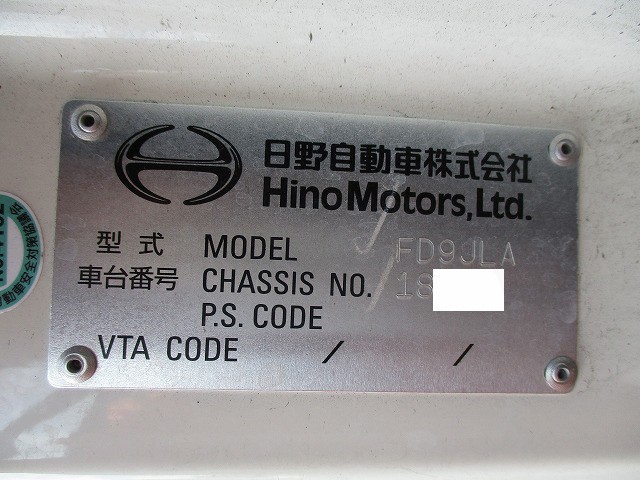 日野自動車株式会社
Hino Motors, Ltd.
型式 MODEL FD9JLA
車台番号 CHASSIS NO. 18
P.S. CODE
VTA CODE / /